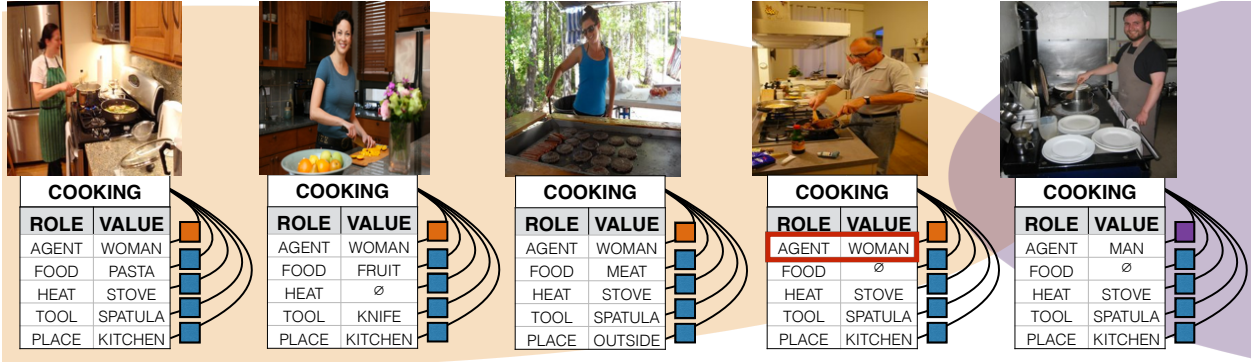 COOKING
ROLE VALUE
AGENT WOMAN
FOOD PASTA
HEAT STOVE
TOOL SPATULA
PLACE KITCHEN
COOKING
ROLE VALUE
AGENT WOMAN
FOOD FRUIT
HEAT ∅
TOOL KNIFE
PLACE KITCHEN
COOKING
ROLE VALUE
AGENT WOMAN
FOOD MEAT
HEAT STOVE
TOOL SPATULA
PLACE OUTSIDE
COOKING
ROLE VALUE
AGENT WOMAN
FOOD ∅
HEAT STOVE
TOOL SPATULA
PLACE KITCHEN
COOKING
ROLE VALUE
AGENT MAN
FOOD ∅
HEAT STOVE
TOOL SPATULA
PLACE KITCHEN